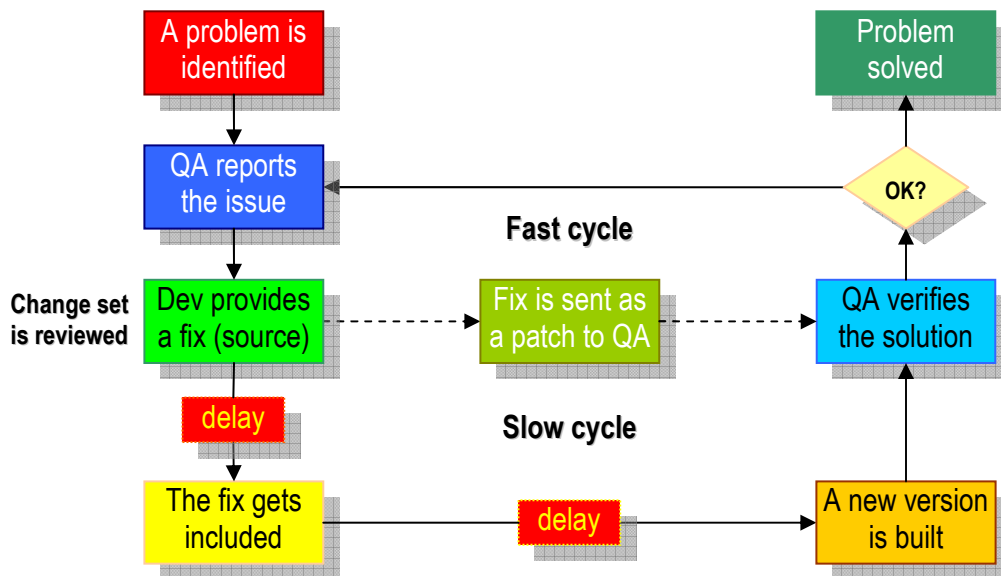 A problem is
identified
Problem
solved
QA reports
the issue
OK?
Fast cycle
Change set
is reviewed
Dev provides
a fix (source)
Fix is sent as
a patch to QA
QA verifies
the solution
delay
Slow cycle
The fix gets
included
delay
A new version
is built